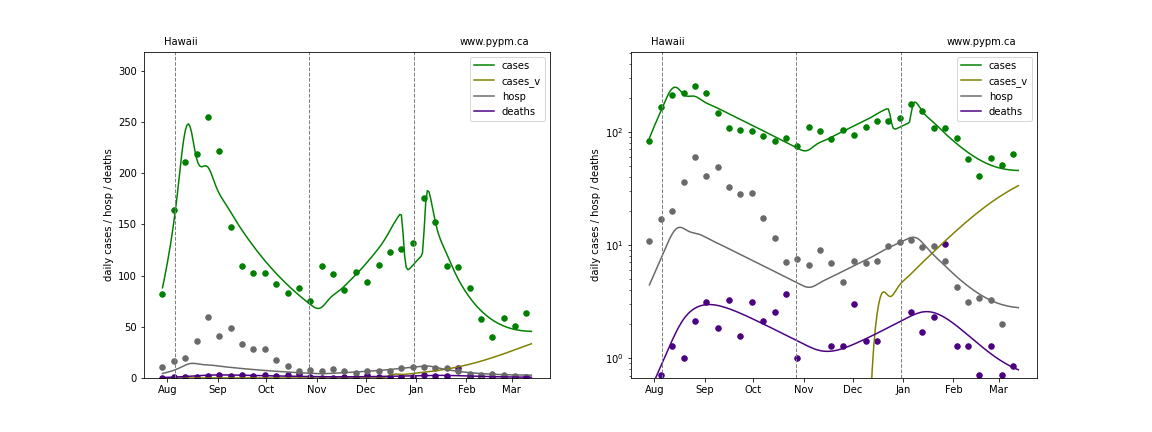 Hawaii www.pypm.ca
daily cases / hosp / deaths
300
250
200
150
100
50
0
cases
cases_v
hosp
deaths
Aug Sep Oct Nov Dec Jan Feb Mar
Hawaii www.pypm.ca
daily cases / hosp / deaths
10²
10¹
10⁰
cases
cases_v
hosp
deaths
Aug Sep Oct Nov Dec Jan Feb Mar